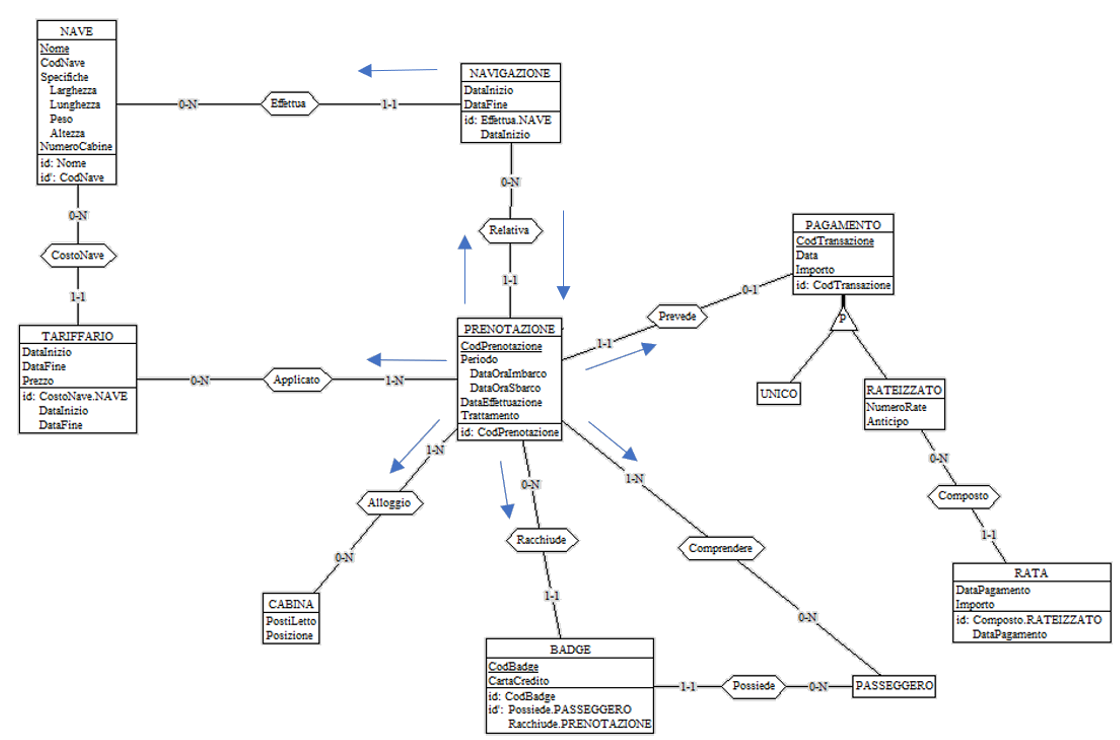 NAVE
Nome
CodNave
Specifiche
Larghezza
Lunghezza
Peso
Altezza
NumeroCabine
id: Nome
id': CodNave
0-N
Effettua
1-1
NAVIGAZIONE
DataInizio
DataFine
id: Effettua.NAVE
DataInizio
0-N
CostoNave
1-1
0-N
Relativa
1-1
PAGAMENTO
CodTransazione
Data
Importo
id: CodTransazione
P
UNICO
RATEIZZATO
NumeroRate
Anticipo
0-N
Composto
1-1
RATA
DataPagamento
Importo
id: Composto.RATEIZZATO
DataPagamento
TARIFFARIO
DataInizio
DataFine
Prezzo
id: CostoNave.NAVE
DataInizio
DataFine
0-N
Applicato
1-N
PRENOTAZIONE
CodPrenotazione
Periodo
DataOraImbarco
DataOraSbarco
DataEffettuazione
Trattamento
id: CodPrenotazione
1-1
Prevede
0-1
1-N
Alloggio
0-N
CABINA
PostiLetto
Posizione
0-N
Racchiude
1-1
1-N
Comprendere
0-N
BADGE
CodBadge
CartaCredito
id: CodBadge
id': Possiede.PASSEGGERO
Racchiude.PRENOTAZIONE
1-1
Possiede
0-N
PASSEGGERO